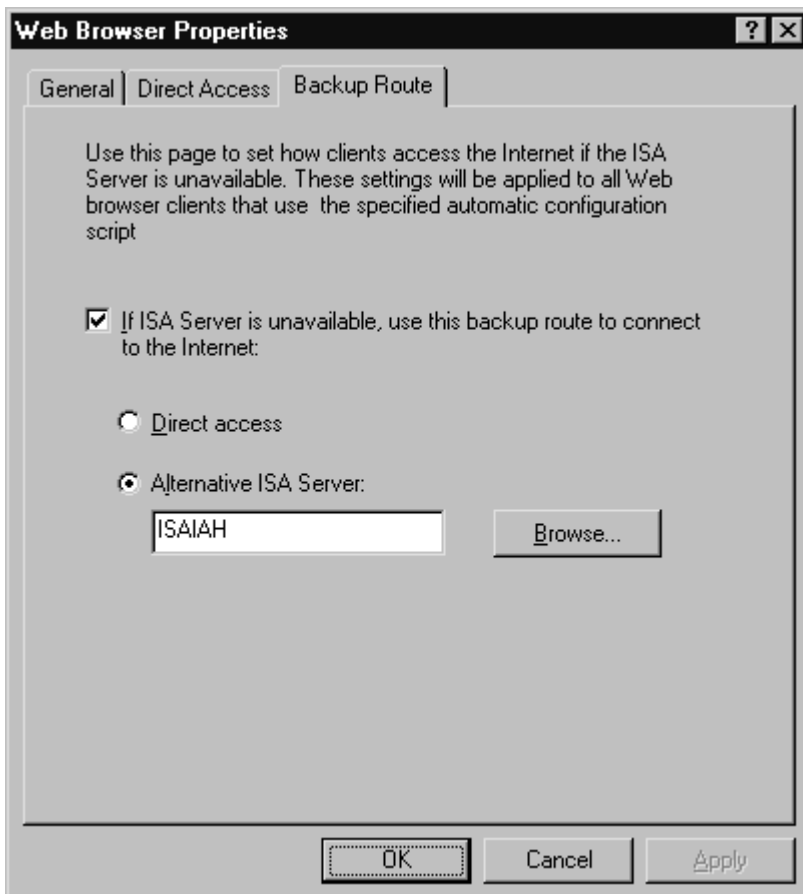 Web Browser Properties
General
Direct Access
Backup Route
Use this page to set how clients access the Internet if the ISA
Server is unavailable. These settings will be applied to all Web
browser clients that use  the specified automatic configuration
script
If ISA Server is unavailable, use this backup route to connect
to the Internet:
Direct access
Alternative ISA Server:
ISAIAH
Browse...
OK
Cancel
Apply